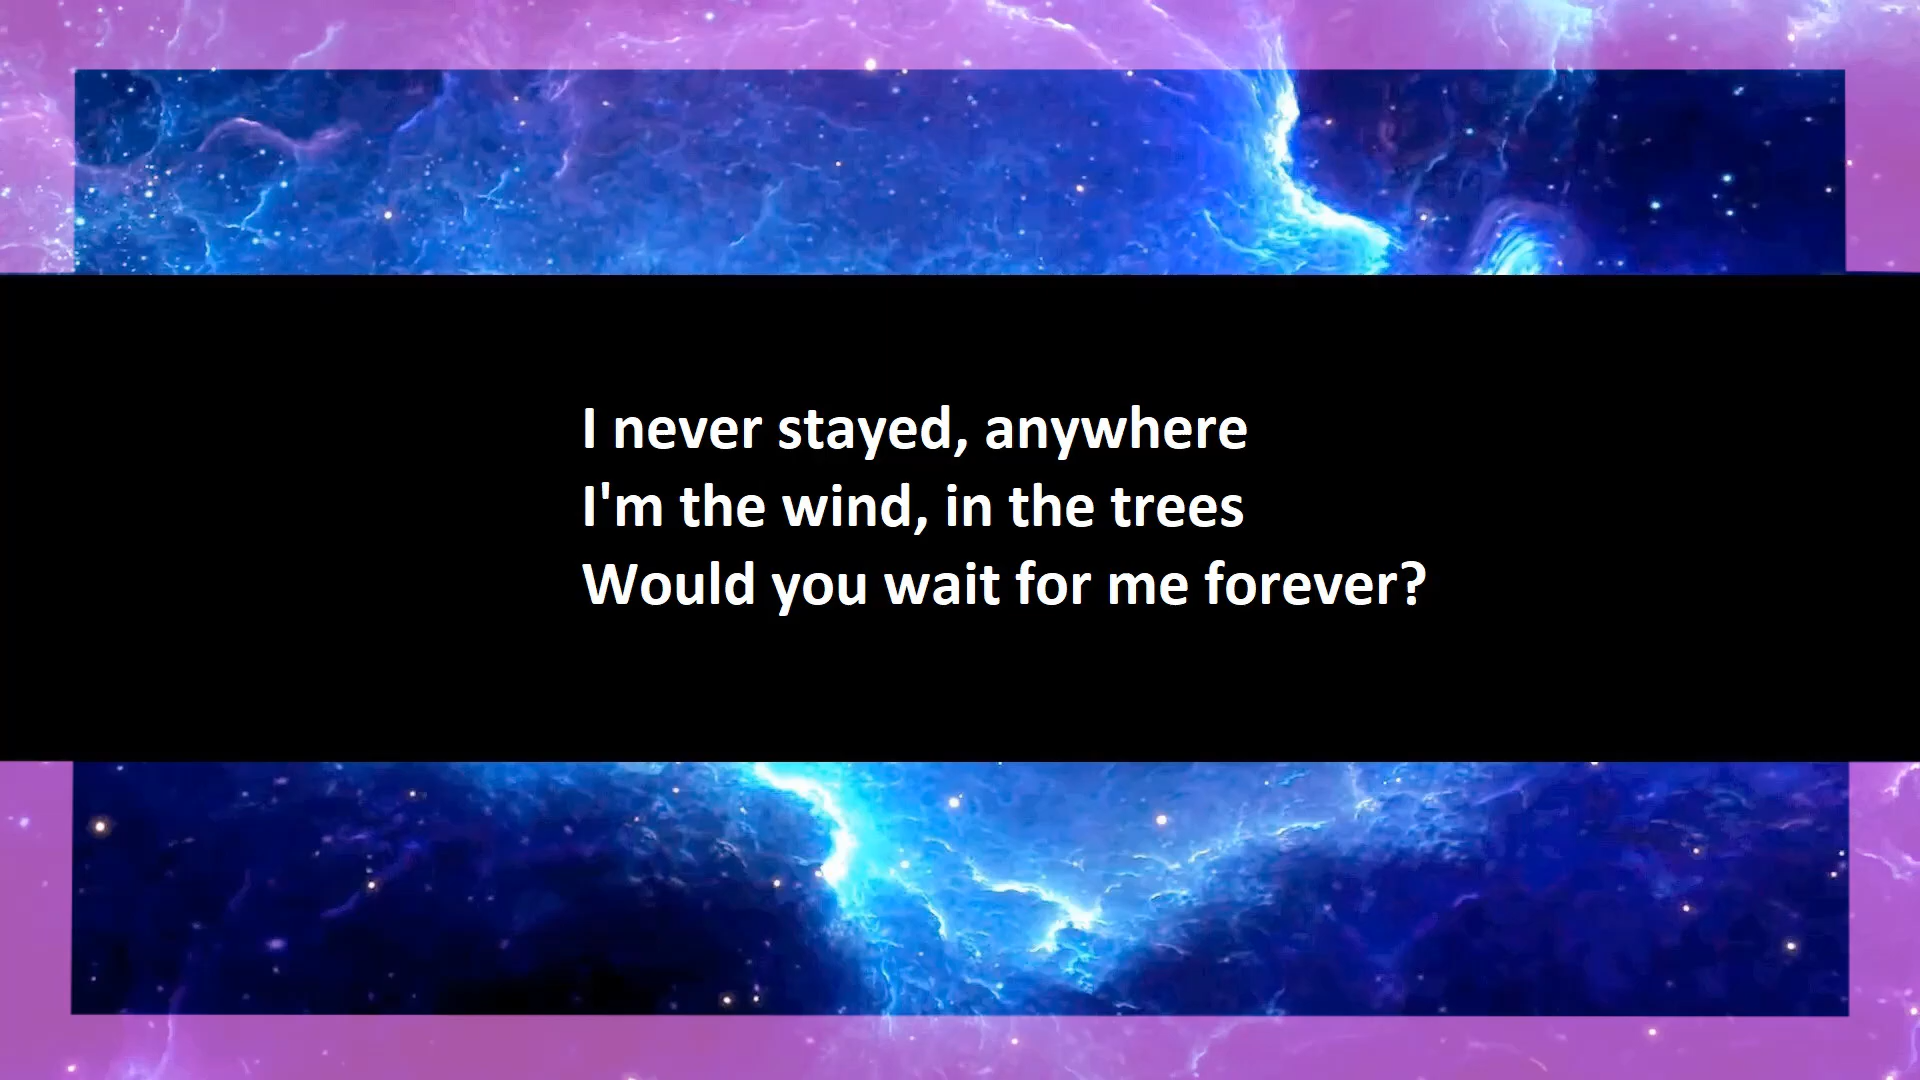 I never stayed, anywhere
I'm the wind, in the trees
Would you wait for me forever?